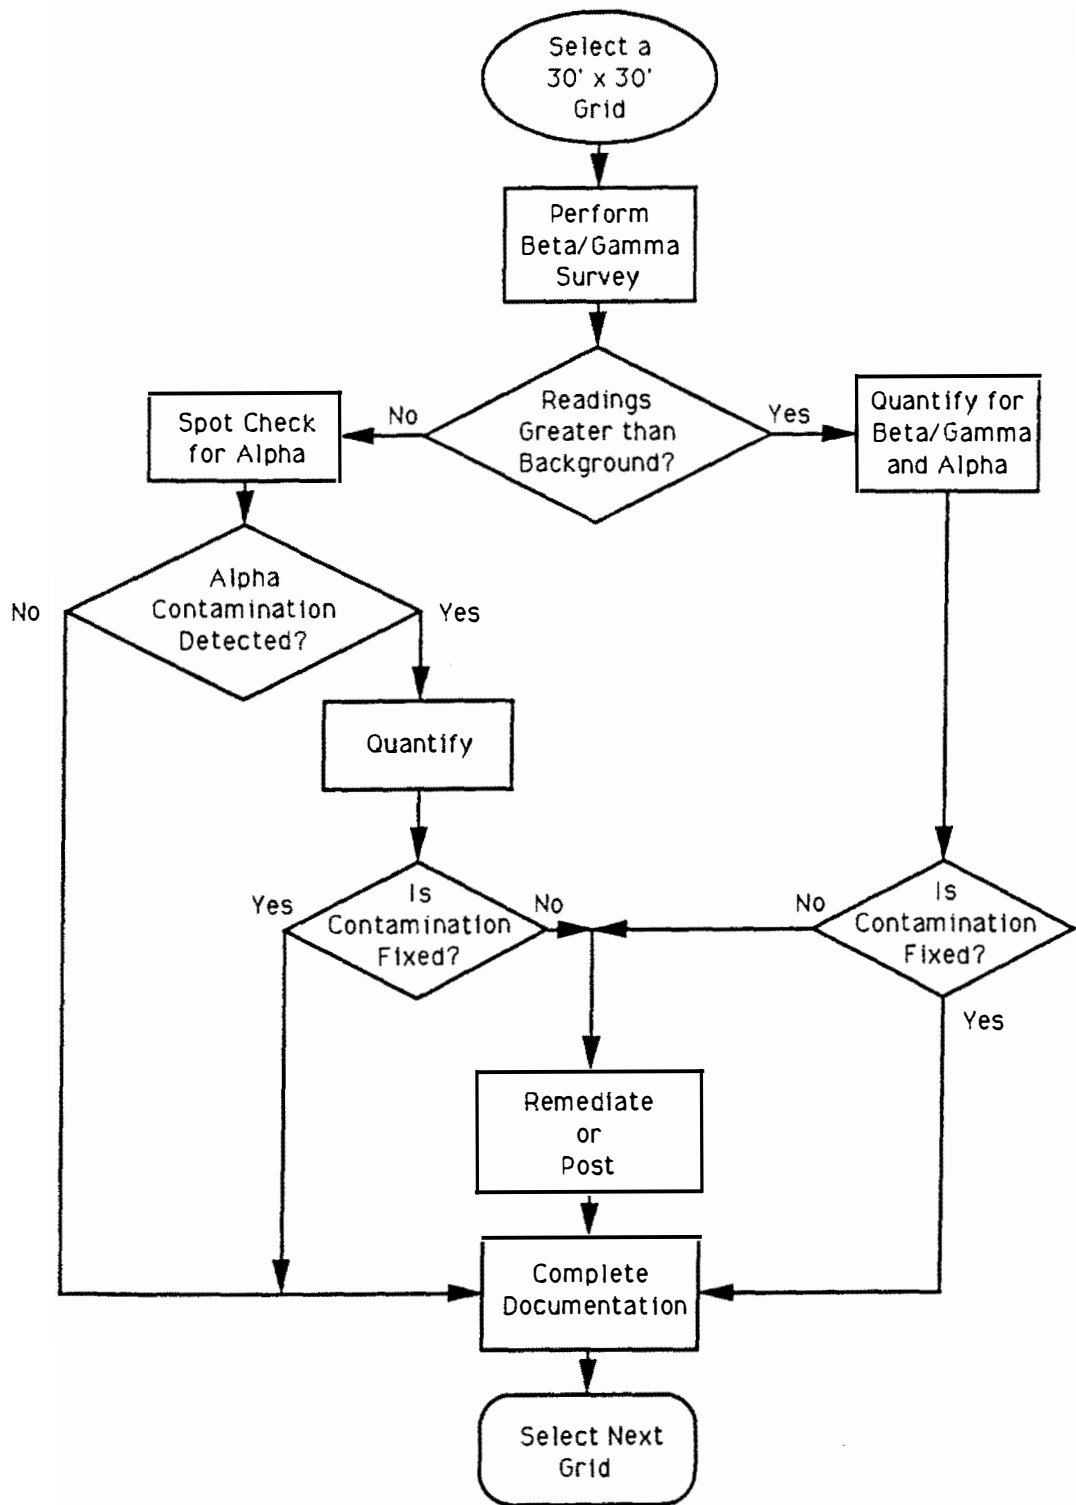 Select a
30' x 30'
Grid
Perform
Beta/Gamma
Survey
Readings
Greater than
Background?
No
Yes
Spot Check
for Alpha
Quantify for
Beta/Gamma
and Alpha
Alpha
Contamination
Detected?
No
Yes
Quantify
Is
Contamination
Fixed?
Yes
No
Is
Contamination
Fixed?
No
Yes
Remediate
or
Post
Complete
Documentation
Select Next
Grid